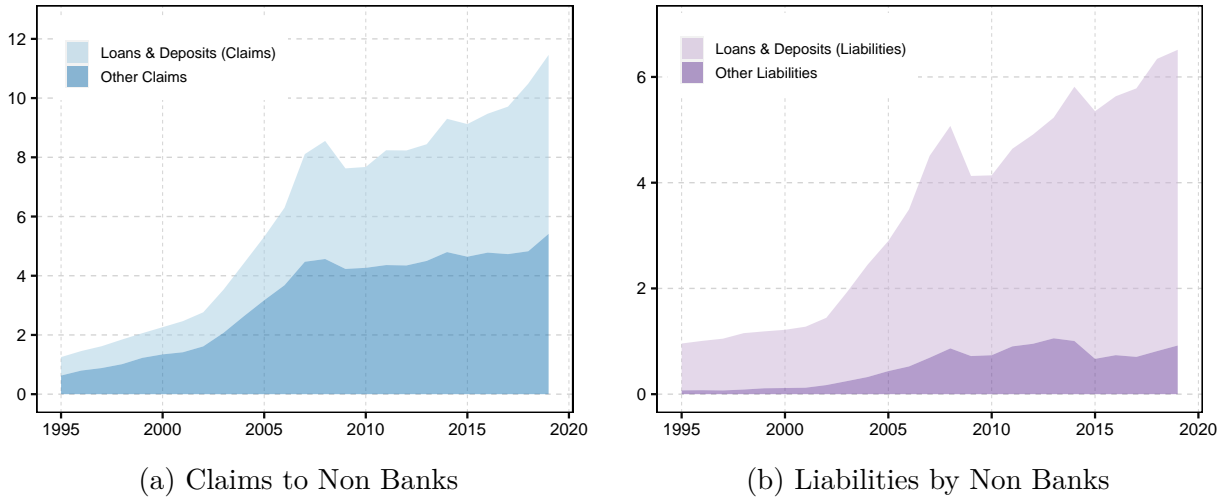 12
10
8
6
4
2
0
Loans & Deposits (Claims)
Other Claims
1995 2000 2005 2010 2015 2020
(a) Claims to Non Banks
6
4
2
0
Loans & Deposits (Liabilities)
Other Liabilities
1995 2000 2005 2010 2015 2020
(b) Liabilities by Non Banks